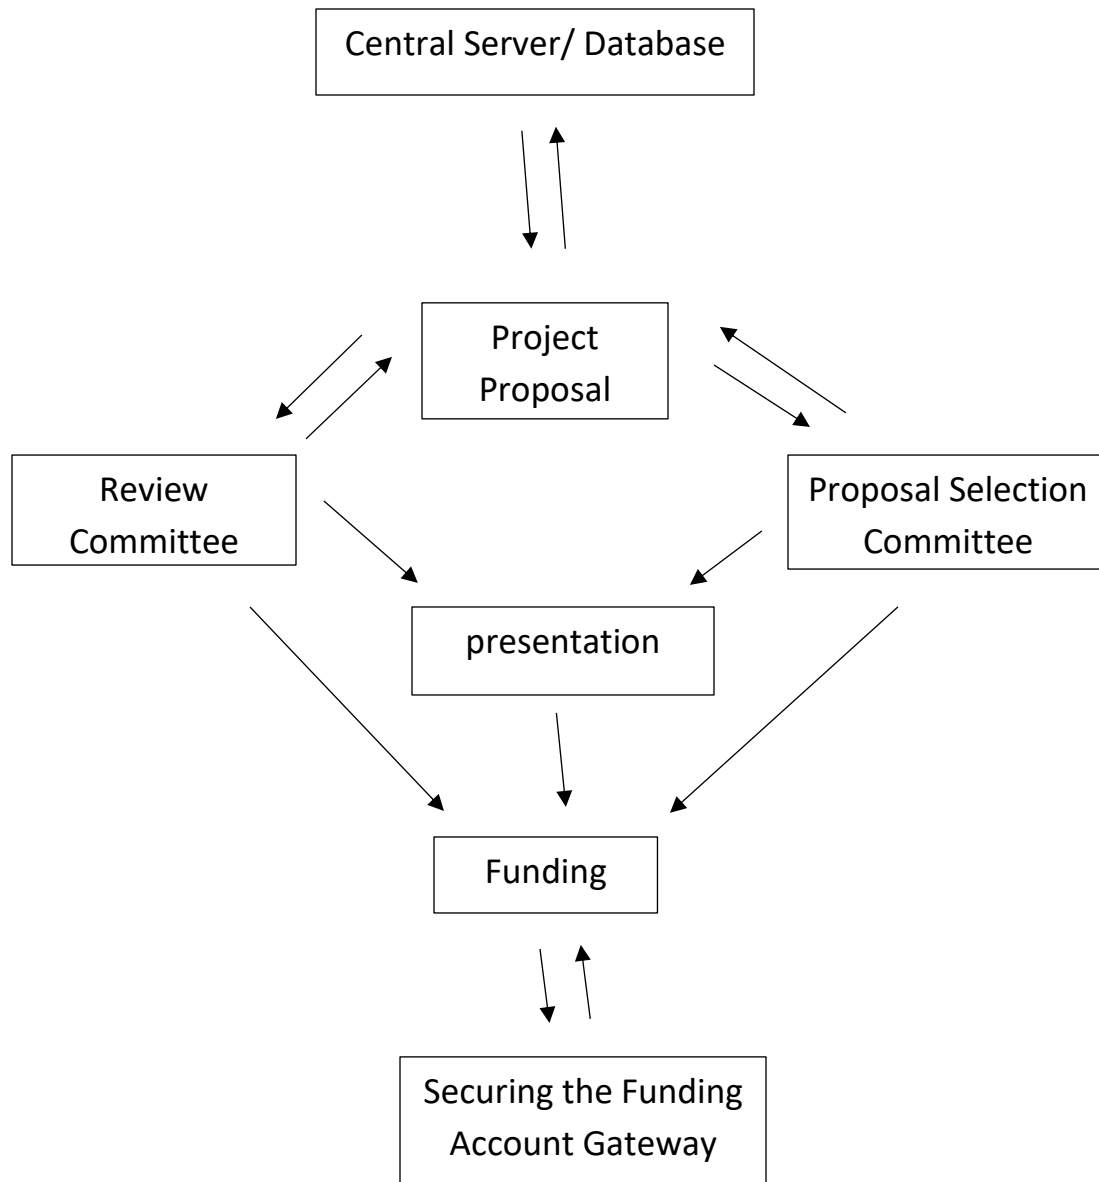 Central Server/ Database
Project
Proposal
Review
Committee
Proposal Selection
Committee
presentation
Funding
Securing the Funding
Account Gateway